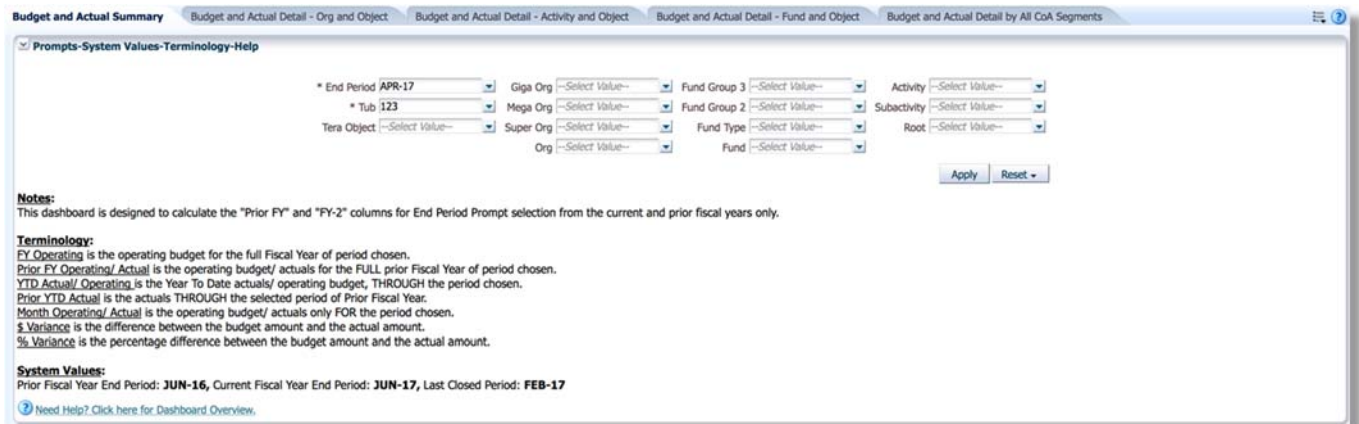 Budget and Actual Summary Budget and Actual Detail - Org and Object Budget and Actual Detail - Activity and Object Budget and Actual Detail - Fund and Object Budget and Actual Detail by All CoA Segments
Prompts-System Values-Terminology-Help
* End Period APR-17 Giga Org --Select Value-- Fund Group 3 --Select Value-- Activity --Select Value--
* Tub 123 Mega Org --Select Value-- Fund Group 2 --Select Value-- Subactivity --Select Value--
Tera Object --Select Value-- Super Org --Select Value-- Fund Type --Select Value-- Root --Select Value--
Org --Select Value-- Fund --Select Value--
Apply Reset
Notes:
This dashboard is designed to calculate the "Prior FY" and "FY-2" columns for End Period Prompt selection from the current and prior fiscal years only.
Terminology:
FY Operating is the operating budget for the full Fiscal Year of period chosen.
Prior FY Operating/ Actual is the operating budget/ actuals for the FULL prior Fiscal Year of period chosen.
YTD Actual/ Operating is the Year To Date actuals/ operating budget, THROUGH the period chosen.
Prior YTD Actual is the actuals THROUGH the selected period of Prior Fiscal Year.
Month Operating/ Actual is the operating budget/ actuals only FOR the period chosen.
$ Variance is the difference between the budget amount and the actual amount.
% Variance is the percentage difference between the budget amount and the actual amount.
System Values:
Prior Fiscal Year End Period: JUN-16, Current Fiscal Year End Period: JUN-17, Last Closed Period: FEB-17
Need Help? Click here for Dashboard Overview.